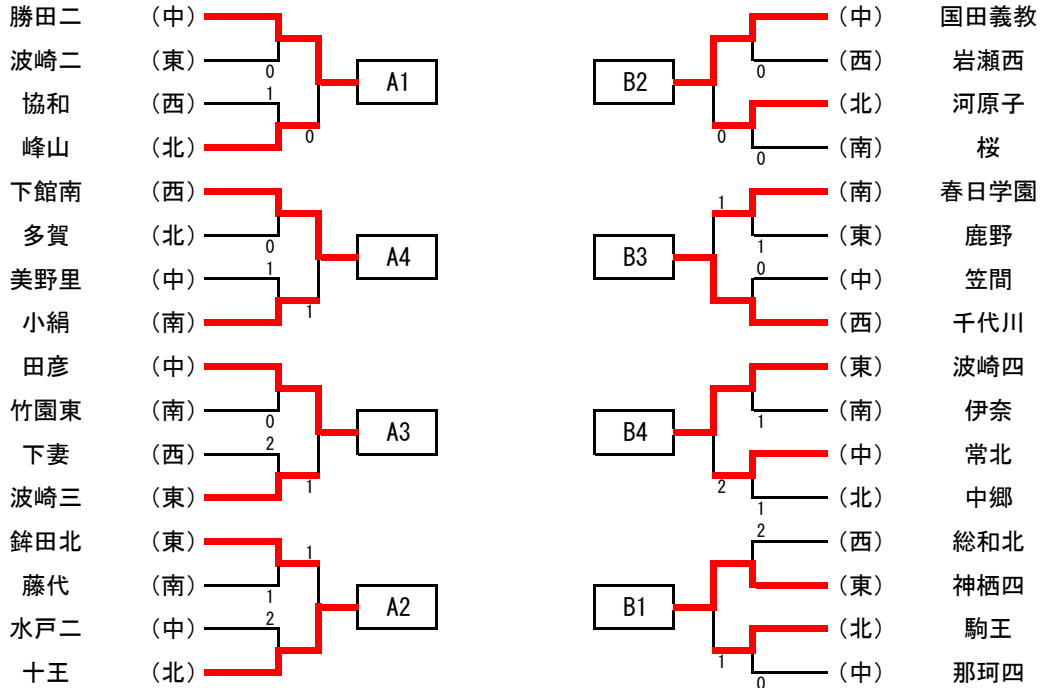 勝田二 (中) (中) 国田義教
波崎二 (東) 0 A1 B2 0 (西) 岩瀬西
協和 (西) 1 (北) 河原子
峰山 (北) 0 0 0 (南) 桜
下館南 (西) 1 (南) 春日学園
多賀 (北) 0 A4 B3 1 (東) 鹿野
美野里 (中) 1 0 (中) 笠間
小絹 (南) 1 (西) 千代川
田彦 (中) (東) 波崎四
竹園東 (南) 0 A3 B4 1 (南) 伊奈
下妻 (西) 2 (中) 常北
波崎三 (東) 1 2 1 (北) 中郷
鉾田北 (東) 1 2 (西) 総和北
藤代 (南) 1 A2 B1 (東) 神栖四
水戸二 (中) 2 (北) 駒王
十王 (北) 1 0 (中) 那珂四